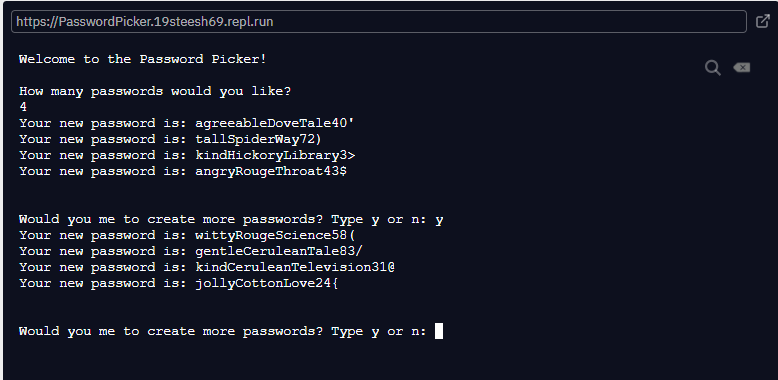 https://PasswordPicker.19steesh69.repl.run
Welcome to the Password Picker!
How many passwords would you like?
4
Your new password is: agreeableDoveTale40'
Your new password is: tallSpiderWay72)
Your new password is: kindHickoryLibrary3>
Your new password is: angryRougeThroat43$
Would you me to create more passwords? Type y or n: y
Your new password is: wittyRougeScience58(
Your new password is: gentleCeruleanTale83/
Your new password is: kindCeruleanTelevision31@
Your new password is: jollyCottonLove24{
Would you me to create more passwords? Type y or n: